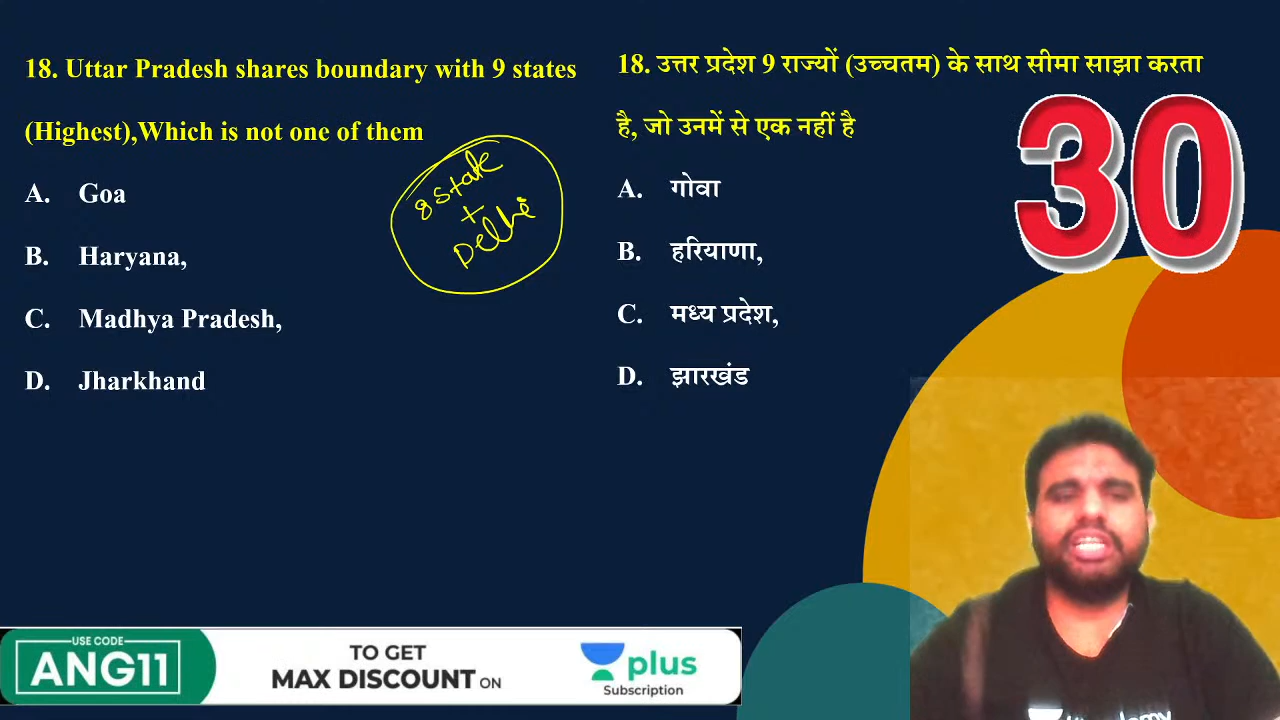 18. Uttar Pradesh shares boundary with 9 states
(Highest),Which is not one of them
A. Goa
B. Haryana,
C. Madhya Pradesh,
D. Jharkhand
8 state
+
Delhi
18. उत्तर प्रदेश 9 राज्यों (उच्चतम) के साथ सीमा साझा करता
है, जो उनमें से एक नहीं है
A. गोवा
B. हरियाणा,
C. मध्य प्रदेश,
D. झारखंड
30
USE CODE
ANG11
TO GET
MAX DISCOUNT ON
plus
Subscription